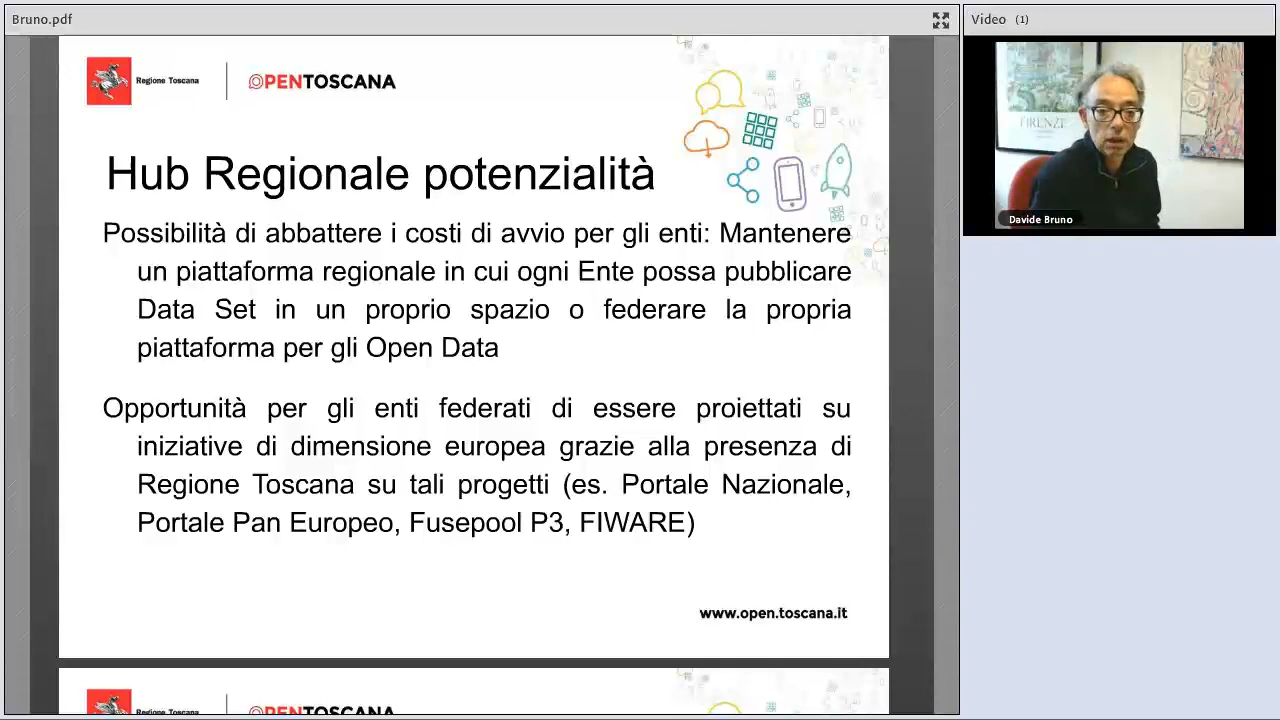 Bruno.pdf
Video (1)
Regione Toscana
OPENTOSCANA
FIRENZE
Davide Bruno
Hub Regionale potenzialità
Possibilità di abbattere i costi di avvio per gli enti: Mantenere
un piattaforma regionale in cui ogni Ente possa pubblicare
Data Set in un proprio spazio o federare la propria
piattaforma per gli Open Data
Opportunità per gli enti federati di essere proiettati su
iniziative di dimensione europea grazie alla presenza di
Regione Toscana su tali progetti (es. Portale Nazionale,
Portale Pan Europeo, Fusepool P3, FIWARE)
www.open.toscana.it
Regione Toscana
OPENTOSCANA